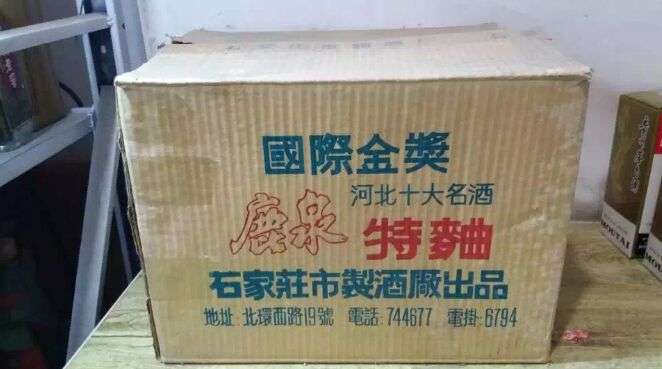 國際金獎
河北十大名酒
鹿泉 特麯
石家莊市製酒廠出品
地址:北環西路19號 電話:744677 電掛:6794
MOUTAI